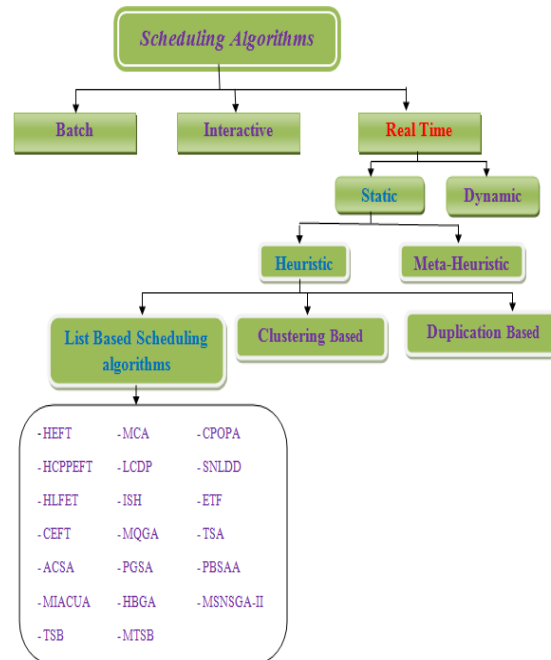 Scheduling Algorithms
Batch
Interactive
Real Time
Static
Dynamic
Heuristic
Meta-Heuristic
List Based Scheduling
algorithms
Clustering Based
Duplication Based
-HEFT
-MCA
-CPOPA
-HCPPEFT
-LCDP
-SNLDD
-HLFET
-ISH
-ETF
-CEFT
-MQGA
-TSA
-ACSA
-PGSA
-PBSAA
-MIACUA
-HBGA
-MSNSGA-II
-TSB
-MTSB